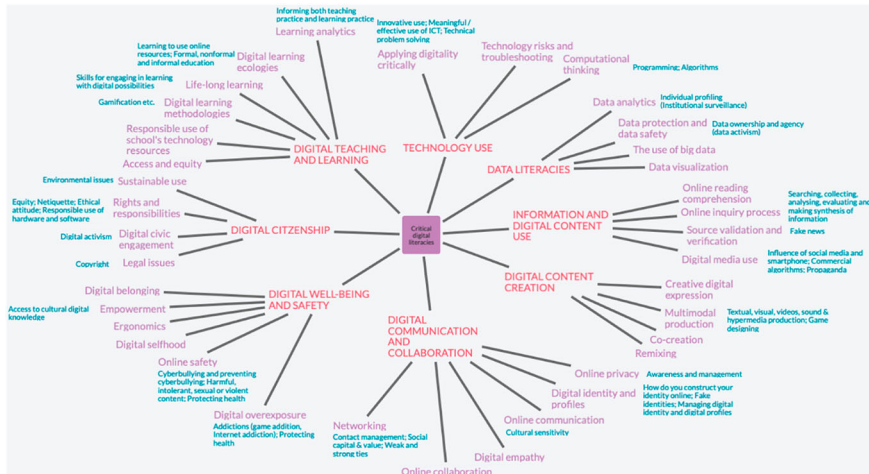 Informing both teaching
practice and learning practice
Learning analytics
Learning to use online
resources; Formal, nonformal
and informal education
Digital learning
ecologies
Skills for engaging in learning
with digital possibilities
Life-long learning
Gamification etc.
Digital learning
methodologies
Responsible use of
school's technology
resources
Access and equity
DIGITAL TEACHING
AND LEARNING
Innovative use; Meaningful /
effective use of ICT; Technical
problem solving
Applying digitality
critically
Technology risks and
troubleshooting
Computational
thinking
Programming; Algorithms
TECHNOLOGY USE
Data analytics
Individual profiling
(Institutional surveillance)
Data protection and
data safety
Data ownership and agency
(data activism)
The use of big data
Data visualization
DATA LITERACIES
Environmental issues
Sustainable use
Equity; Netiquette; Ethical
attitude; Responsible use of
hardware and software
Rights and
responsibilities
Digital activism
Digital civic
engagement
Copyright
Legal issues
DIGITAL CITZENSHIP
Critical
digital
literacies
INFORMATION AND
DIGITAL CONTENT
USE
Online reading
comprehension
Online inquiry process
Searching, collecting,
analysing, evaluating and
making synthesis of
information
Source validation and
verification
Fake news
Digital media use
Influence of social media and
smartphone; Commercial
algorithms; Propaganda
DIGITAL CONTENT
CREATION
Creative digital
expression
Multimodal
production
Textual, visual, videos, sound &
hypermedia production; Game
designing
Co-creation
Remixing
DIGITAL WELL-BEING
AND SAFETY
Digital belonging
Empowerment
Access to cultural digital
knowledge
Ergonomics
Digital selfhood
Online safety
Cyberbullying and preventing
cyberbullying; Harmful,
intolerant, sexual or violent
content; Protecting health
Digital overexposure
Addictions (game addition,
Internet addiction); Protecting
health
DIGITAL
COMMUNICATION
AND
COLLABORATION
Networking
Contact management; Social
capital & value; Weak and
strong ties
Online collaboration
Digital empathy
Online communication
Cultural sensitivity
Digital identity and
profiles
How do you construct your
identity online; Fake
identities; Managing digital
identity and digital profiles
Online privacy
Awareness and management